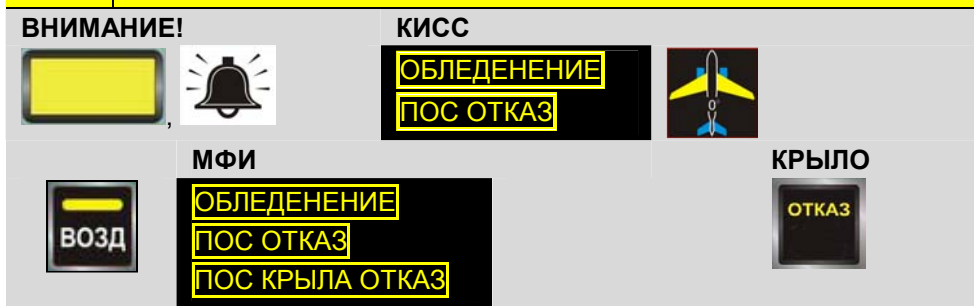 ВНИМАНИЕ!
КИСС
,
ОБЛЕДЕНЕНИЕ
ПОС ОТКАЗ
МФИ
КРЫЛО
ВОЗД
ОБЛЕДЕНЕНИЕ
ПОС ОТКАЗ
ПОС КРЫЛА ОТКАЗ
ОТКАЗ